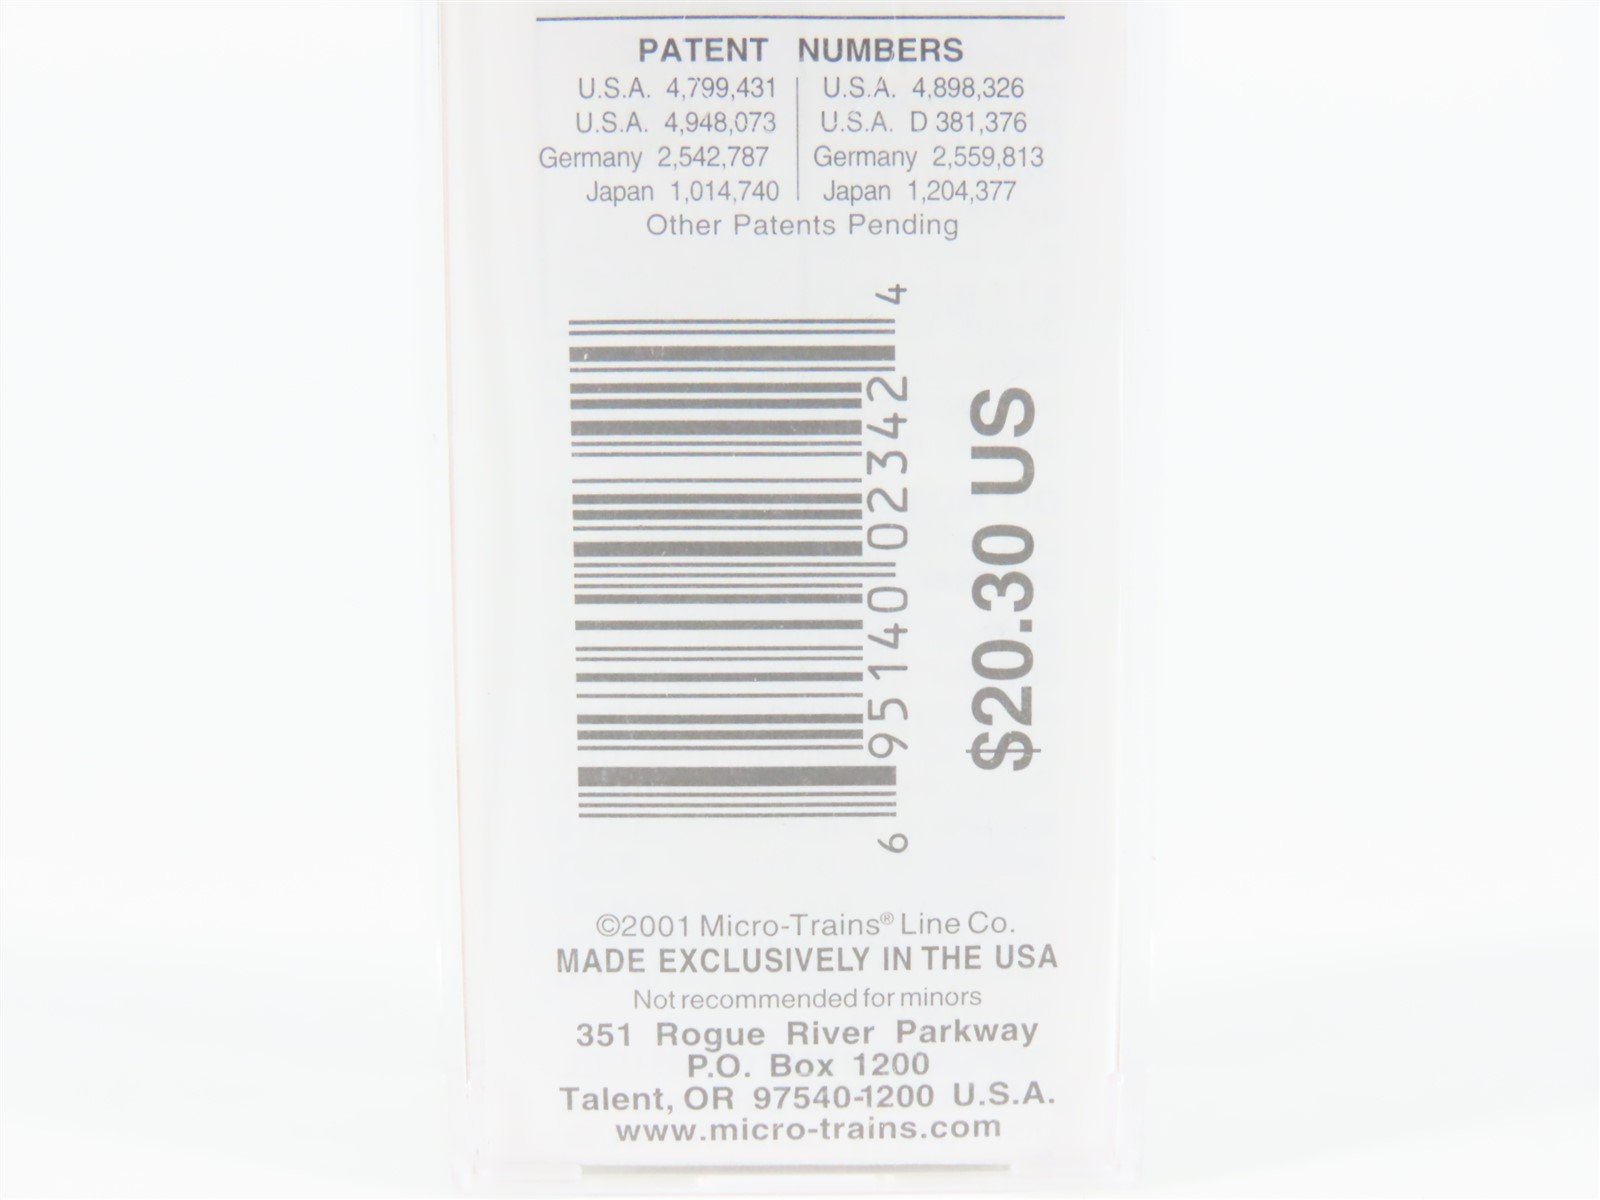 PATENT NUMBERS
U.S.A. 4,799,431 U.S.A. 4,898,326
U.S.A. 4,948,073 U.S.A. D 381,376
Germany 2,542,787 Germany 2,559,813
Japan 1,014,740 Japan 1,204,377
Other Patents Pending
6 95140 02342 4
$20.30 US
©2001 Micro-Trains® Line Co.
MADE EXCLUSIVELY IN THE USA
Not recommended for minors
351 Rogue River Parkway
P.O. Box 1200
Talent, OR 97540-1200 U.S.A.
www.micro-trains.com